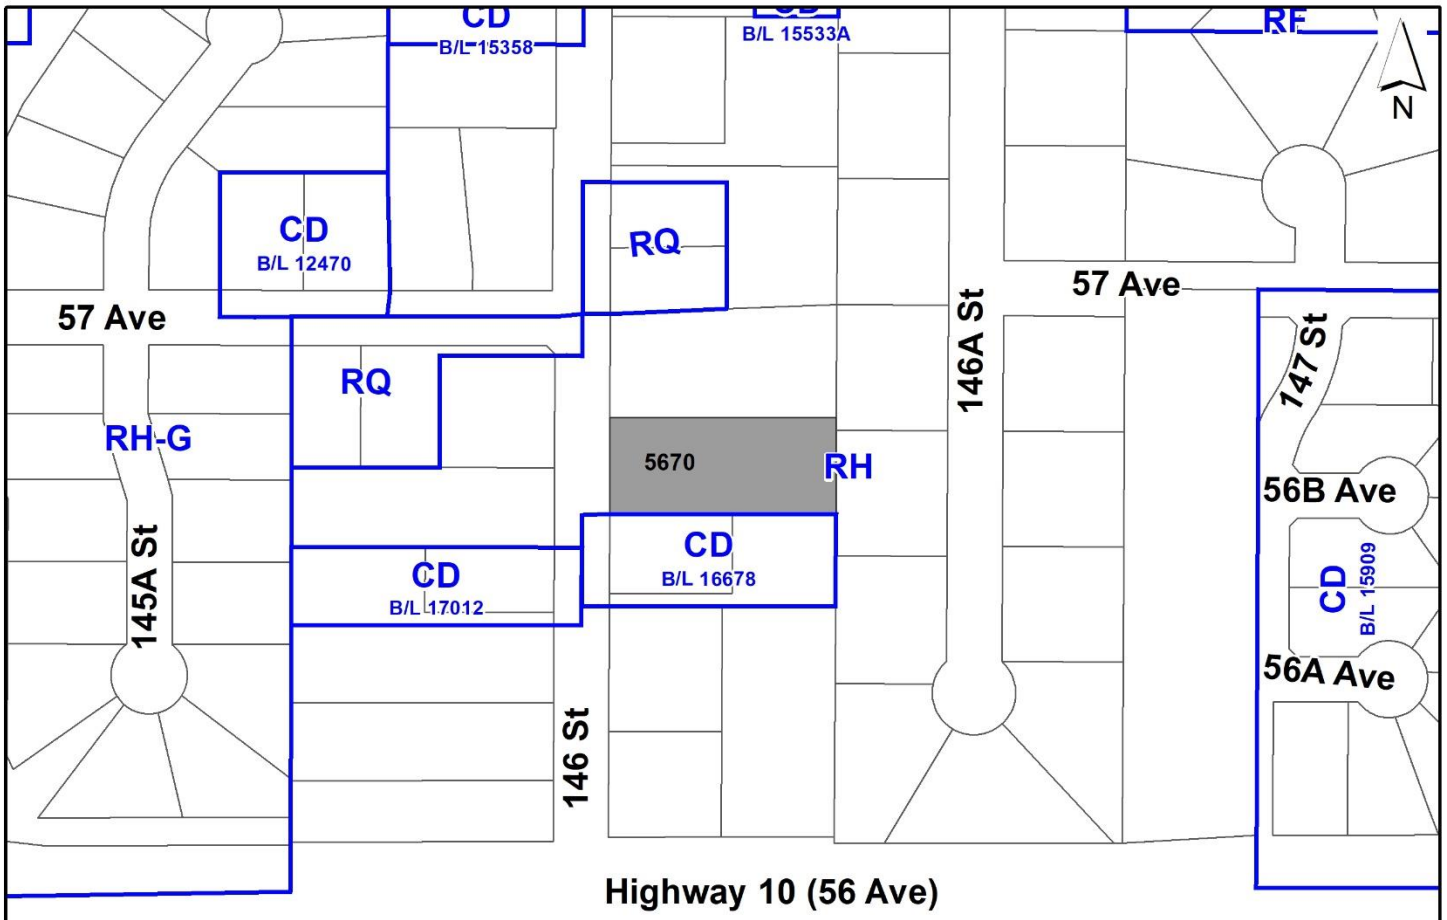 CD
B/L 15358
CD
B/L 15533A
RF
N
CD
B/L 12470
RQ
57 Ave
57 Ave
146A St
147 St
RQ
RH-G
5670
RH
56B Ave
145A St
CD
B/L 17012
CD
B/L 16678
CD
B/L 15909
56A Ave
146 St
Highway 10 (56 Ave)